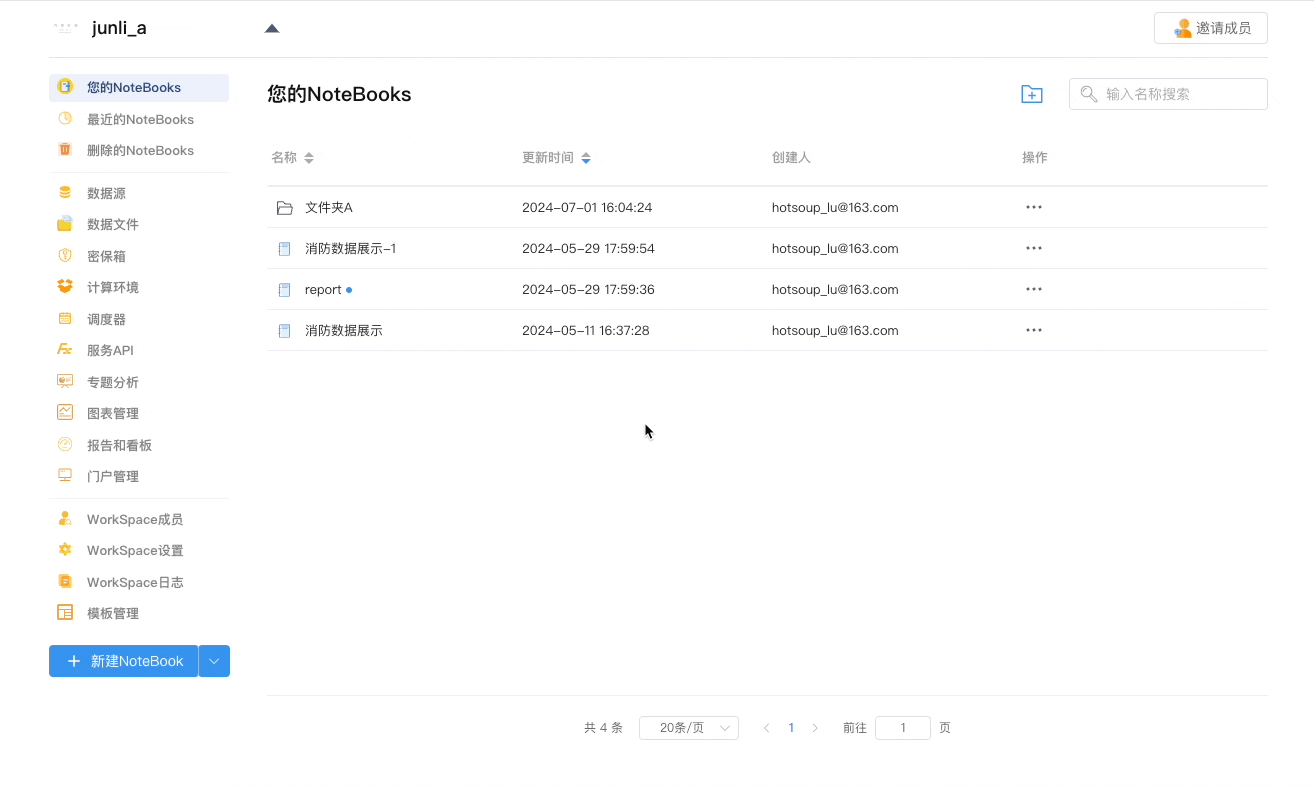 junli_a
邀请成员
您的NoteBooks
最近的NoteBooks
删除的NoteBooks
数据源
数据文件
密保箱
计算环境
调度器
服务API
专题分析
图表管理
报告和看板
门户管理
WorkSpace成员
WorkSpace设置
WorkSpace日志
模板管理
新建NoteBook
您的NoteBooks
输入名称搜索
名称 更新时间 创建人 操作
文件夹A 2024-07-01 16:04:24 hotsoup_lu@163.com ···
消防数据展示-1 2024-05-29 17:59:54 hotsoup_lu@163.com ···
report 2024-05-29 17:59:36 hotsoup_lu@163.com ···
消防数据展示 2024-05-11 16:37:28 hotsoup_lu@163.com ···
共 4 条 20条/页 1 前往 1 页